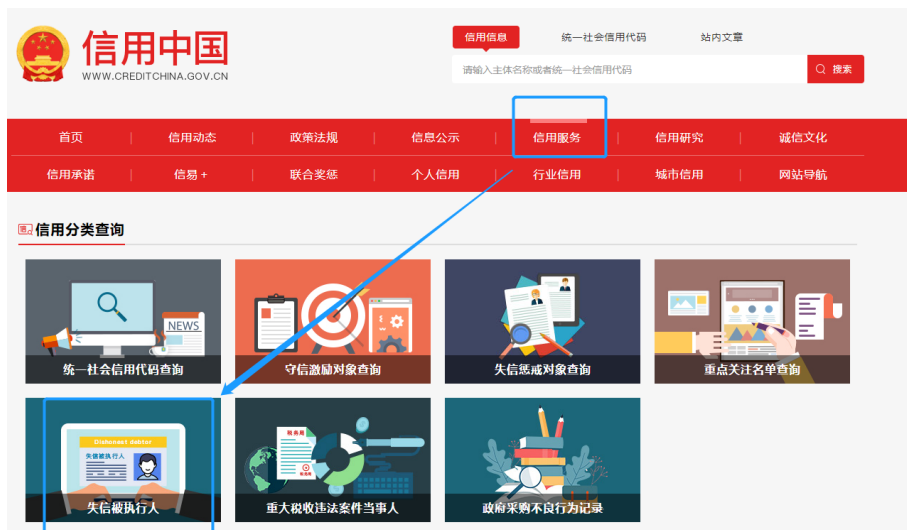 信用中国
WWW.CREDITCHINA.GOV.CN
信用信息 统一社会信用代码 站内文章
请输入主体名称或者统一社会信用代码 搜索
首页 信用动态 政策法规 信息公示 信用服务 信用研究 诚信文化
信用承诺 信易+ 联合奖惩 个人信用 行业信用 城市信用 网站导航
信用分类查询
NEWS
统一社会信用代码查询 守信激励对象查询 失信惩戒对象查询 重点关注名单查询
Dishonest debtor
失信被执行人
税务局
失信被执行人 重大税收违法案件当事人 政府采购不良行为记录